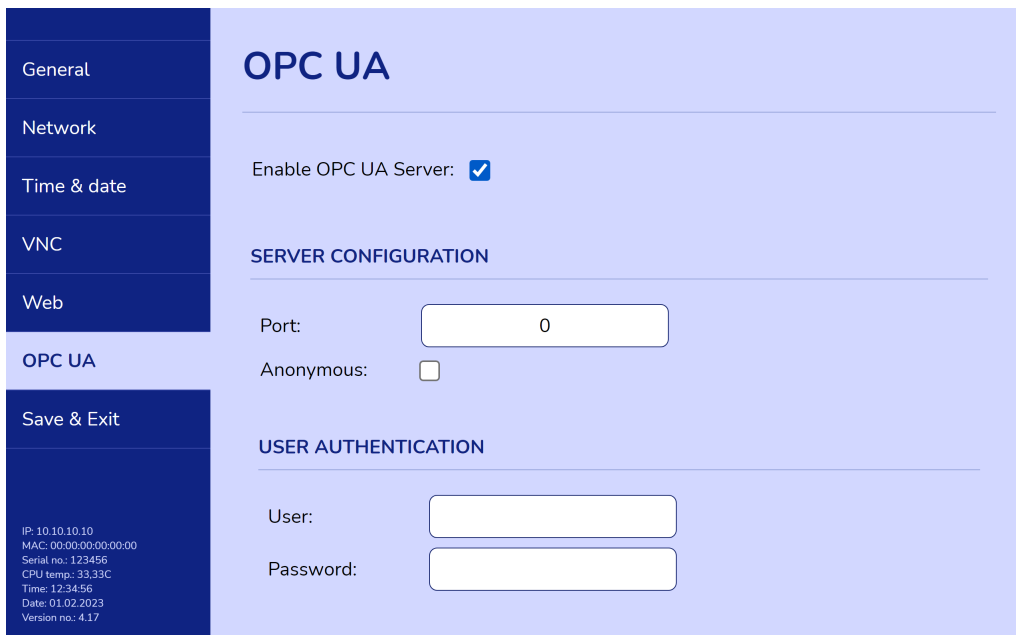 General
Network
Time & date
VNC
Web
OPC UA
Save & Exit
IP: 10.10.10.10
MAC: 00:00:00:00:00:00
Serial no.: 123456
CPU temp.: 33,33C
Time: 12:34:56
Date: 01.02.2023
Version no.: 4.17
OPC UA
Enable OPC UA Server:
SERVER CONFIGURATION
Port: 0
Anonymous:
USER AUTHENTICATION
User:
Password: